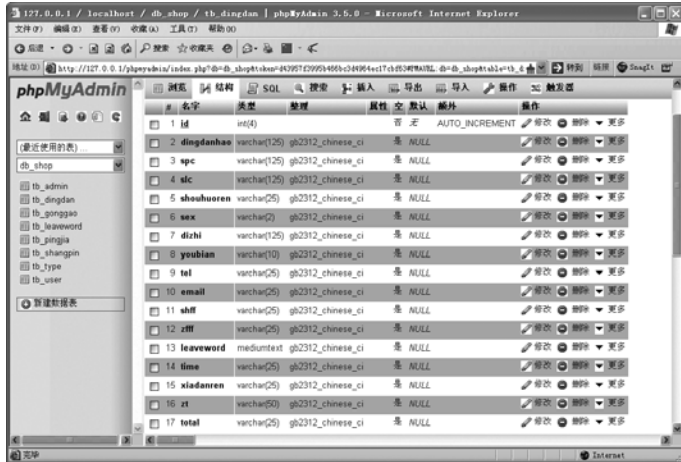 127.0.0.1 / localhost / db_shop / tb_dingdan | phpMyAdmin 3.5.0 - Microsoft Internet Explorer
文件(F) 编辑(E) 查看(V) 收藏(A) 工具(T) 帮助(H)
后退 搜索 收藏夹
地址(D) http://127.0.0.1/phpmyadmin/index.php?db=db_shop&token= 转到 链接 SnagIt
phpMyAdmin
(最近使用的表) ...
db_shop
tb_admin
tb_dingdan
tb_gonggao
tb_leaveword
tb_pingjia
tb_shangpin
tb_type
tb_user
新建数据表
浏览 结构 SQL 搜索 插入 导出 导入 操作 触发器
# 名字 类型 整理 属性 空 默认 额外 操作
1 id int(4) 否 无 AUTO_INCREMENT 修改 删除 更多
2 dingdanhao varchar(125) gb2312_chinese_ci 是 NULL 修改 删除 更多
3 spc varchar(125) gb2312_chinese_ci 是 NULL 修改 删除 更多
4 slc varchar(125) gb2312_chinese_ci 是 NULL 修改 删除 更多
5 shouhuoren varchar(25) gb2312_chinese_ci 是 NULL 修改 删除 更多
6 sex varchar(2) gb2312_chinese_ci 是 NULL 修改 删除 更多
7 dizhi varchar(125) gb2312_chinese_ci 是 NULL 修改 删除 更多
8 youbian varchar(10) gb2312_chinese_ci 是 NULL 修改 删除 更多
9 tel varchar(25) gb2312_chinese_ci 是 NULL 修改 删除 更多
10 email varchar(25) gb2312_chinese_ci 是 NULL 修改 删除 更多
11 shff varchar(25) gb2312_chinese_ci 是 NULL 修改 删除 更多
12 zfff varchar(25) gb2312_chinese_ci 是 NULL 修改 删除 更多
13 leaveword mediumtext gb2312_chinese_ci 是 NULL 修改 删除 更多
14 time varchar(25) gb2312_chinese_ci 是 NULL 修改 删除 更多
15 xiadanren varchar(25) gb2312_chinese_ci 是 NULL 修改 删除 更多
16 zt varchar(50) gb2312_chinese_ci 是 NULL 修改 删除 更多
17 total varchar(25) gb2312_chinese_ci 是 NULL 修改 删除 更多
完毕 Internet